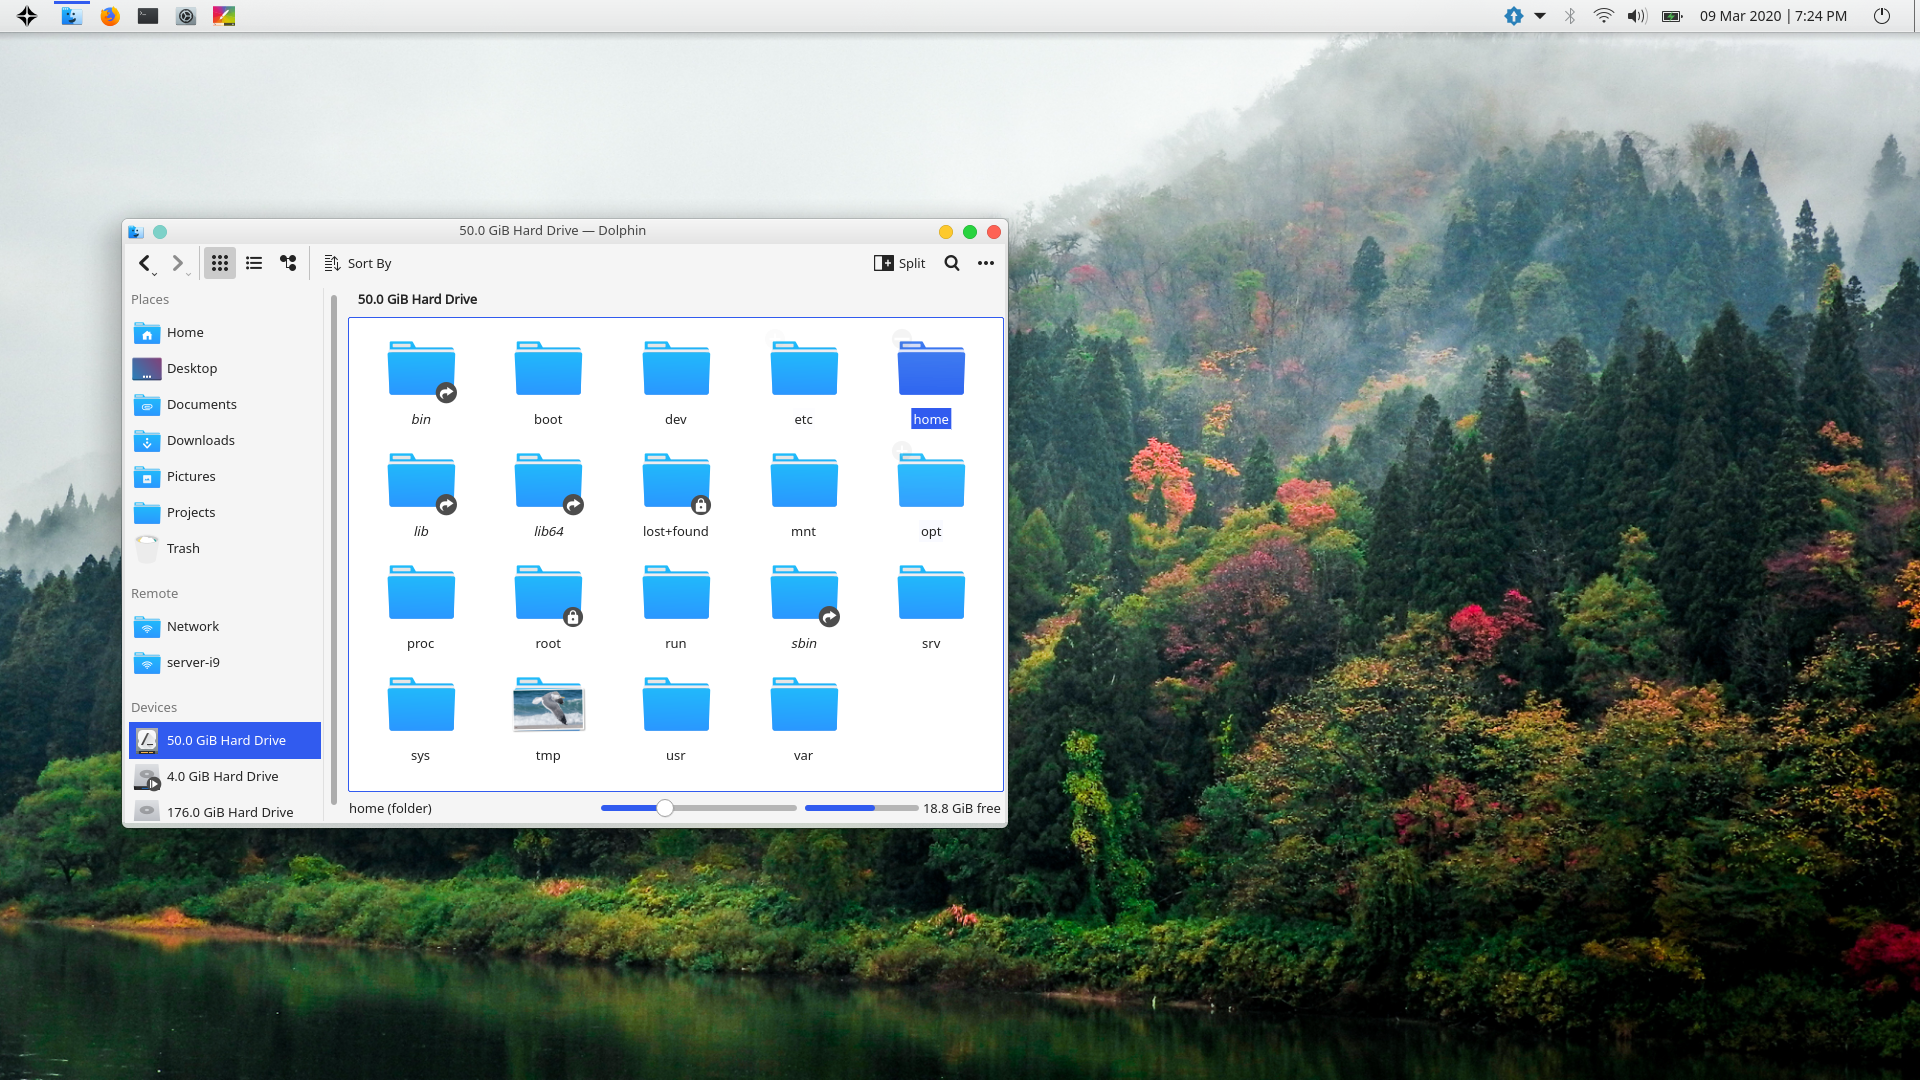 09 Mar 2020 | 7:24 PM
50.0 GiB Hard Drive — Dolphin
Sort By
Split
Places
Home
Desktop
Documents
Downloads
Pictures
Projects
Trash
Remote
Network
server-i9
Devices
50.0 GiB Hard Drive
4.0 GiB Hard Drive
176.0 GiB Hard Drive
50.0 GiB Hard Drive
bin boot dev etc home
lib lib64 lost+found mnt opt
proc root run sbin srv
sys tmp usr var
home (folder)
18.8 GiB free